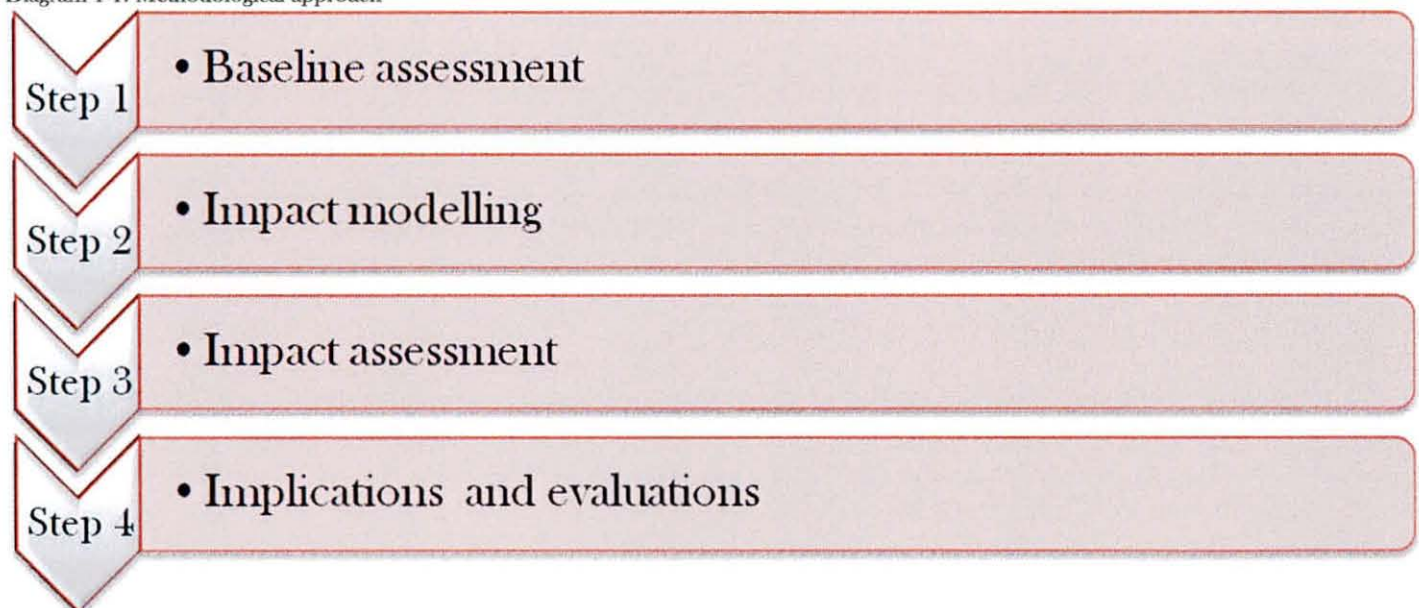 Diagram 1-1: Methodological approach
Step 1
• Baseline assessment
Step 2
• Impact modelling
Step 3
• Impact assessment
Step 4
• Implications and evaluations